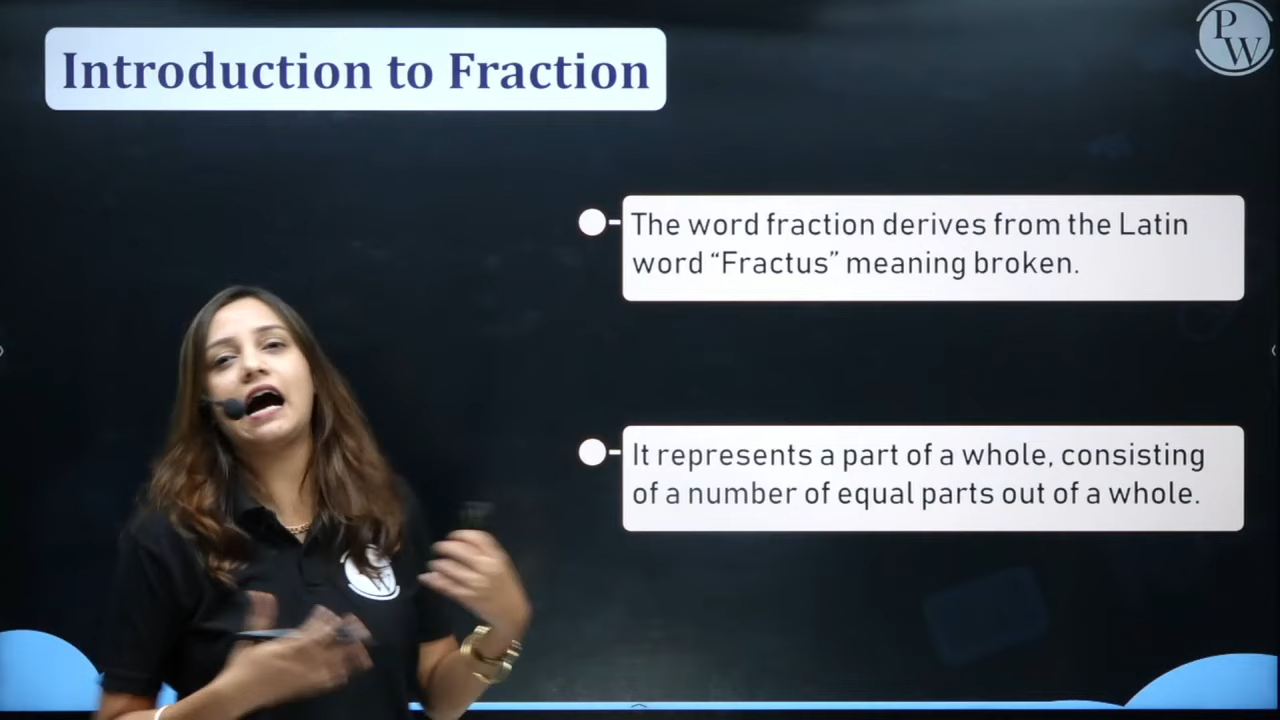 Introduction to Fraction
PW
The word fraction derives from the Latin
word “Fractus” meaning broken.
It represents a part of a whole, consisting
of a number of equal parts out of a whole.